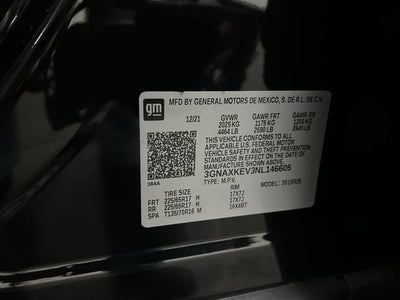 gm
MFD BY GENERAL MOTORS DE MEXICO, S. DE R.L. DE C.V.
12/21 GVWR GAWR FRT GAWR RR
2025 KG 1175 KG 1200 KG
4464 LB 2590 LB 2645 LB
THIS VEHICLE CONFORMS TO ALL
APPLICABLE U.S. FEDERAL MOTOR
VEHICLE SAFETY AND THEFT
PREVENTION STANDARDS IN EFFECT ON
THE DATE OF MANUFACTURE SHOWN ABOVE.
3GNAXKEV3NL146605
TYPE: M.P.V. MODEL:
384A
TIRE SIZE RIM
FRT 225/65R17 H 17X7J
RR 225/65R17 H 17X7J
SPA T135/70R16 M 16X4BT